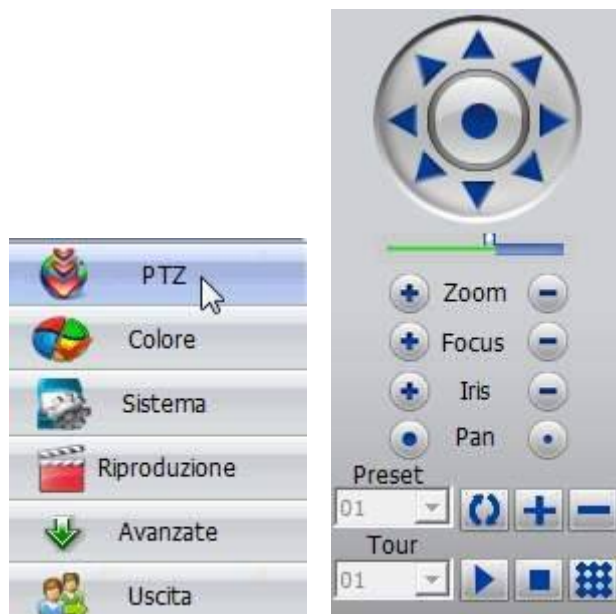 PTZ
Colore
Sistema
Riproduzione
Avanzate
Uscita
Zoom
Focus
Iris
Pan
Preset
01
Tour
01